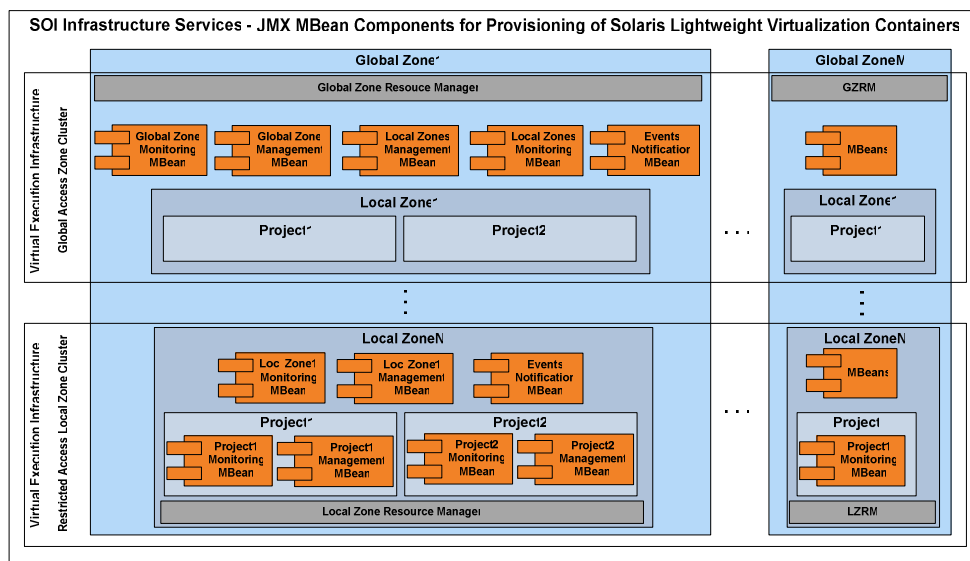 SOI Infrastructure Services - JMX MBean Components for Provisioning of Solaris Lightweight Virtualization Containers
Global Zone1
Global ZoneM
Virtual Execution Infrastructure
Global Access Zone Cluster
Global Zone Resouce Manager
GZRM
Global Zone
Monitoring
MBean
Global Zone
Management
MBean
Local Zones
Management
MBean
Local Zones
Monitoring
MBean
Events
Notification
MBean
MBeans
Local Zone1
Project1
Project2
Local Zone1
Project1
. . .
Virtual Execution Infrastructure
Restricted Access Local Zone Cluster
Local ZoneN
Loc Zone1
Monitoring
MBean
Loc Zone1
Management
MBean
Events
Notification
MBean
Project1
Project1
Monitoring
MBean
Project1
Management
MBean
Project2
Project2
Monitoring
MBean
Project2
Management
MBean
Local Zone Resource Manager
. . .
Local ZoneN
MBeans
Project
Project1
Monitoring
MBean
LZRM